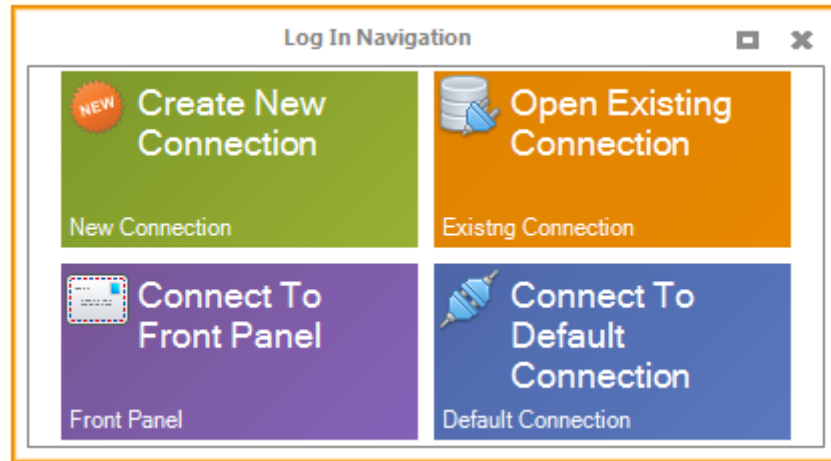 Log In Navigation
NEW
Create New
Connection
New Connection
Open Existing
Connection
Existng Connection
Connect To
Front Panel
Front Panel
Connect To
Default
Connection
Default Connection